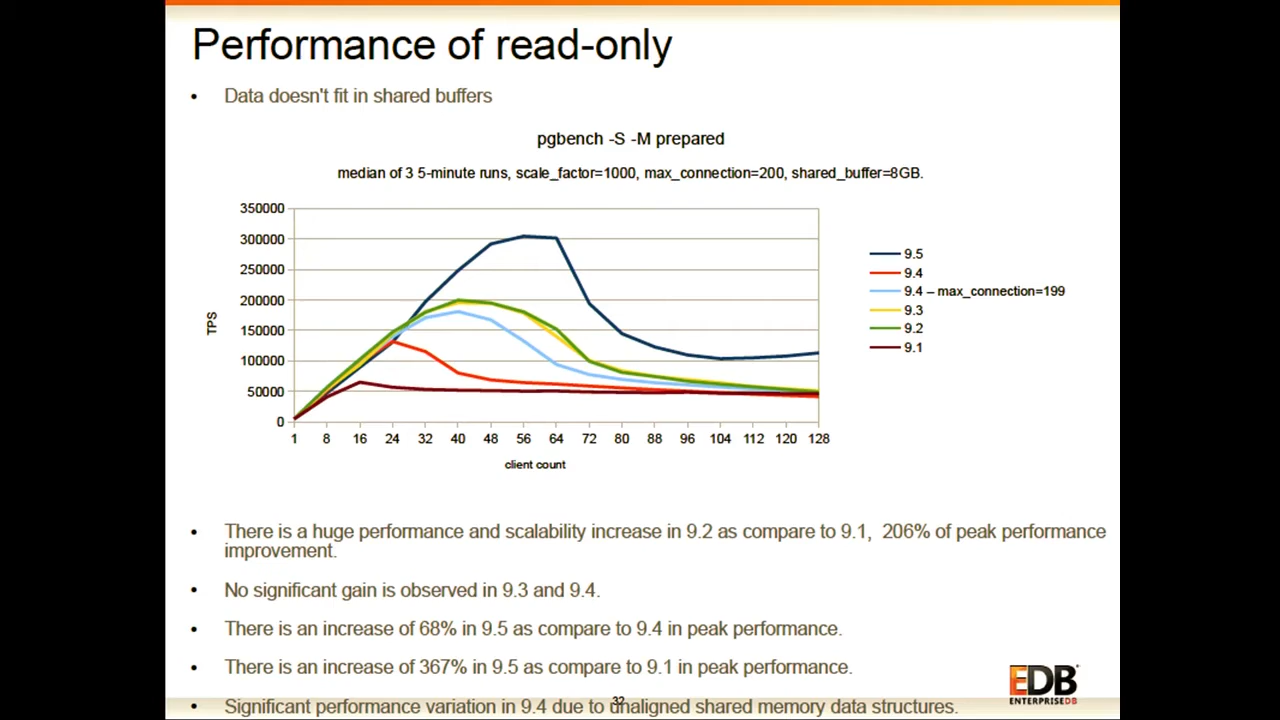 Performance of read-only
• Data doesn't fit in shared buffers
pgbench -S -M prepared
median of 3 5-minute runs, scale_factor=1000, max_connection=200, shared_buffer=8GB.
350000
300000
250000
200000
150000
100000
50000
0
TPS
1 8 16 24 32 40 48 56 64 72 80 88 96 104 112 120 128
client count
9.5
9.4
9.4 – max_connection=199
9.3
9.2
9.1
• There is a huge performance and scalability increase in 9.2 as compare to 9.1, 206% of peak performance
improvement.
• No significant gain is observed in 9.3 and 9.4.
• There is an increase of 68% in 9.5 as compare to 9.4 in peak performance.
• There is an increase of 367% in 9.5 as compare to 9.1 in peak performance.
• Significant performance variation in 9.4 due to unaligned shared memory data structures.
32
EDB
ENTERPRISEDB